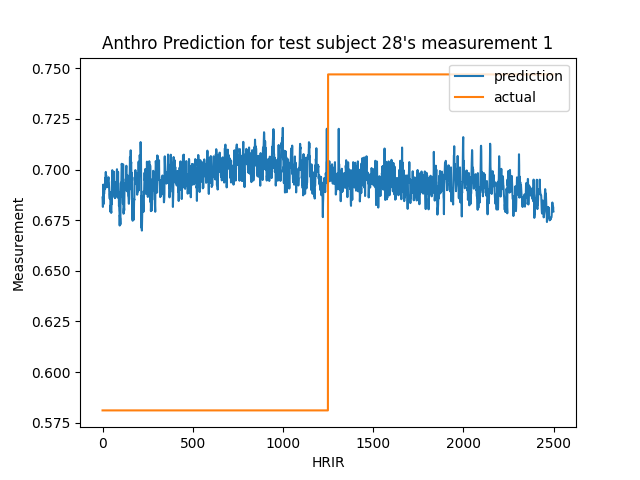 Anthro Prediction for test subject 28's measurement 1
prediction
actual
Measurement
0.750
0.725
0.700
0.675
0.650
0.625
0.600
0.575
0 500 1000 1500 2000 2500
HRIR